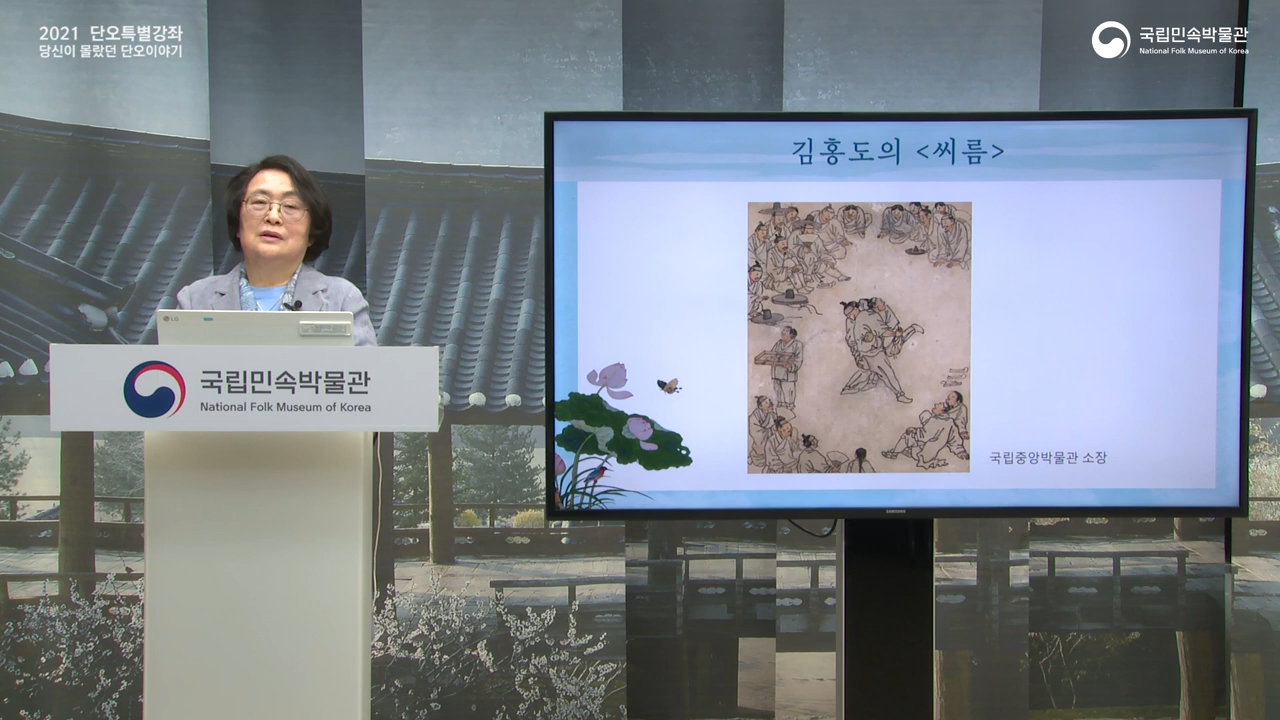 2021 단오특별강좌
당신이 몰랐던 단오이야기
국립민속박물관
National Folk Museum of Korea
김홍도의 <씨름>
국립중앙박물관 소장
SAMSUNG
LG
국립민속박물관
National Folk Museum of Korea